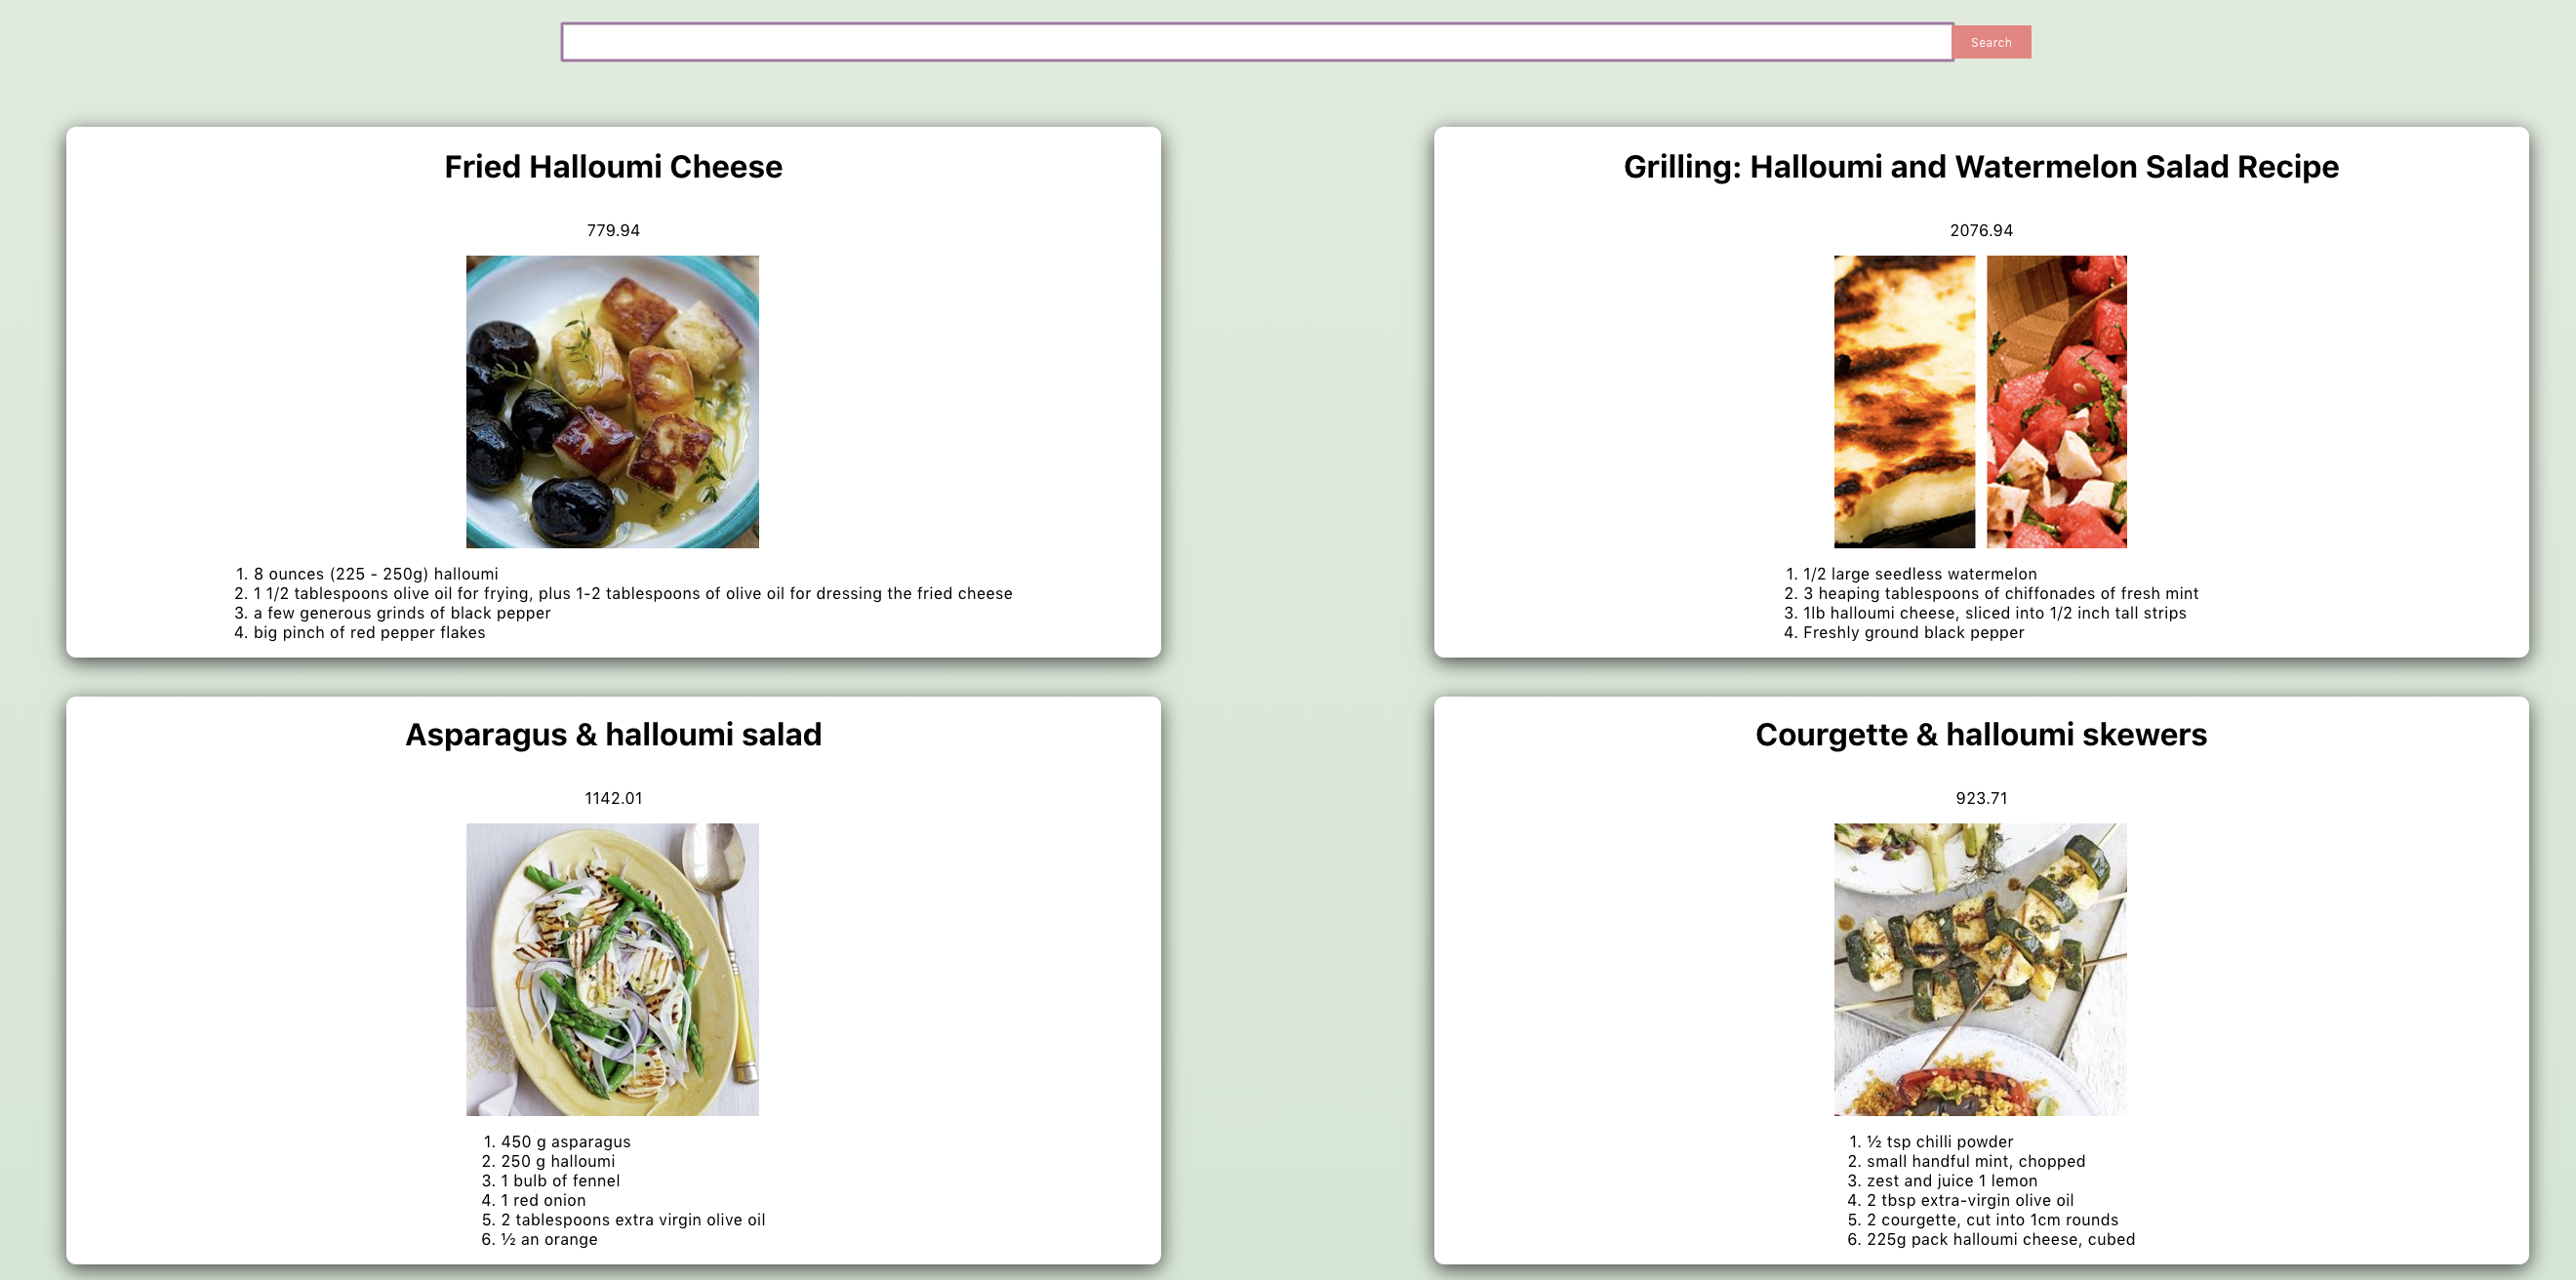 Search
Fried Halloumi Cheese
779.94
1. 8 ounces (225 - 250g) halloumi
2. 1 1/2 tablespoons olive oil for frying, plus 1-2 tablespoons of olive oil for dressing the fried cheese
3. a few generous grinds of black pepper
4. big pinch of red pepper flakes
Grilling: Halloumi and Watermelon Salad Recipe
2076.94
1. 1/2 large seedless watermelon
2. 3 heaping tablespoons of chiffonades of fresh mint
3. 1lb halloumi cheese, sliced into 1/2 inch tall strips
4. Freshly ground black pepper
Asparagus & halloumi salad
1142.01
1. 450 g asparagus
2. 250 g halloumi
3. 1 bulb of fennel
4. 1 red onion
5. 2 tablespoons extra virgin olive oil
6. ½ an orange
Courgette & halloumi skewers
923.71
1. ½ tsp chilli powder
2. small handful mint, chopped
3. zest and juice 1 lemon
4. 2 tbsp extra-virgin olive oil
5. 2 courgette, cut into 1cm rounds
6. 225g pack halloumi cheese, cubed